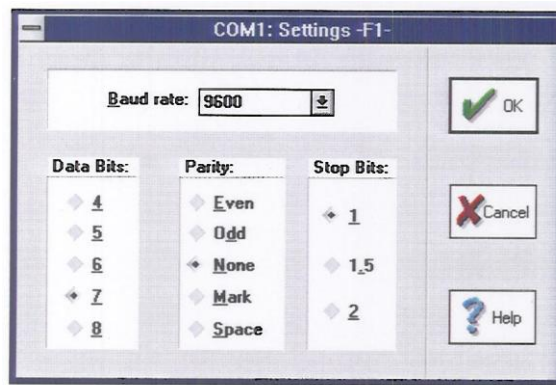 COM1: Settings -F1-
Baud rate: 9600
OK
Data Bits:
4
5
6
7
8
Parity:
Even
Odd
None
Mark
Space
Stop Bits:
1
1.5
2
Cancel
Help